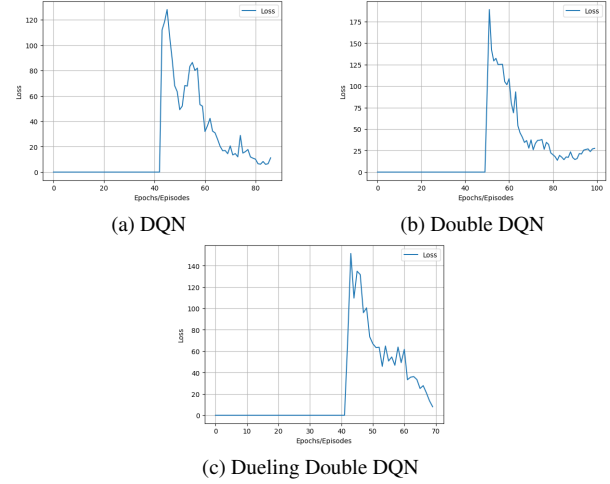 Loss
120
100
80
60
40
20
0
Loss
0 20 40 60 80
Epochs/Episodes
(a) DQN
Loss
175
150
125
100
75
50
25
0
Loss
0 20 40 60 80 100
Epochs/Episodes
(b) Double DQN
Loss
140
120
100
80
60
40
20
0
Loss
0 10 20 30 40 50 60 70
Epochs/Episodes
(c) Dueling Double DQN